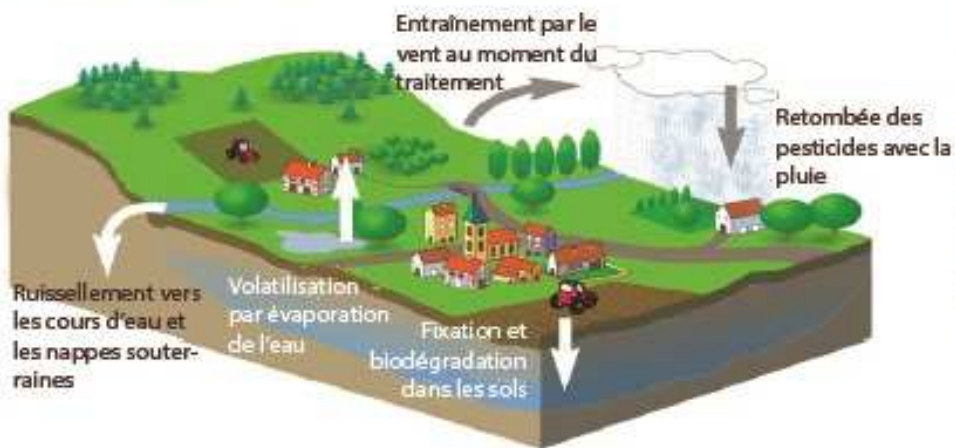 Entraînement par le
vent au moment du
traitement
Retombée des
pesticides avec la
pluie
Ruissellement vers
les cours d'eau et
les nappes souter-
raines
Volatilisation
par évaporation
de l'eau
Fixation et
biodégradation
dans les sols